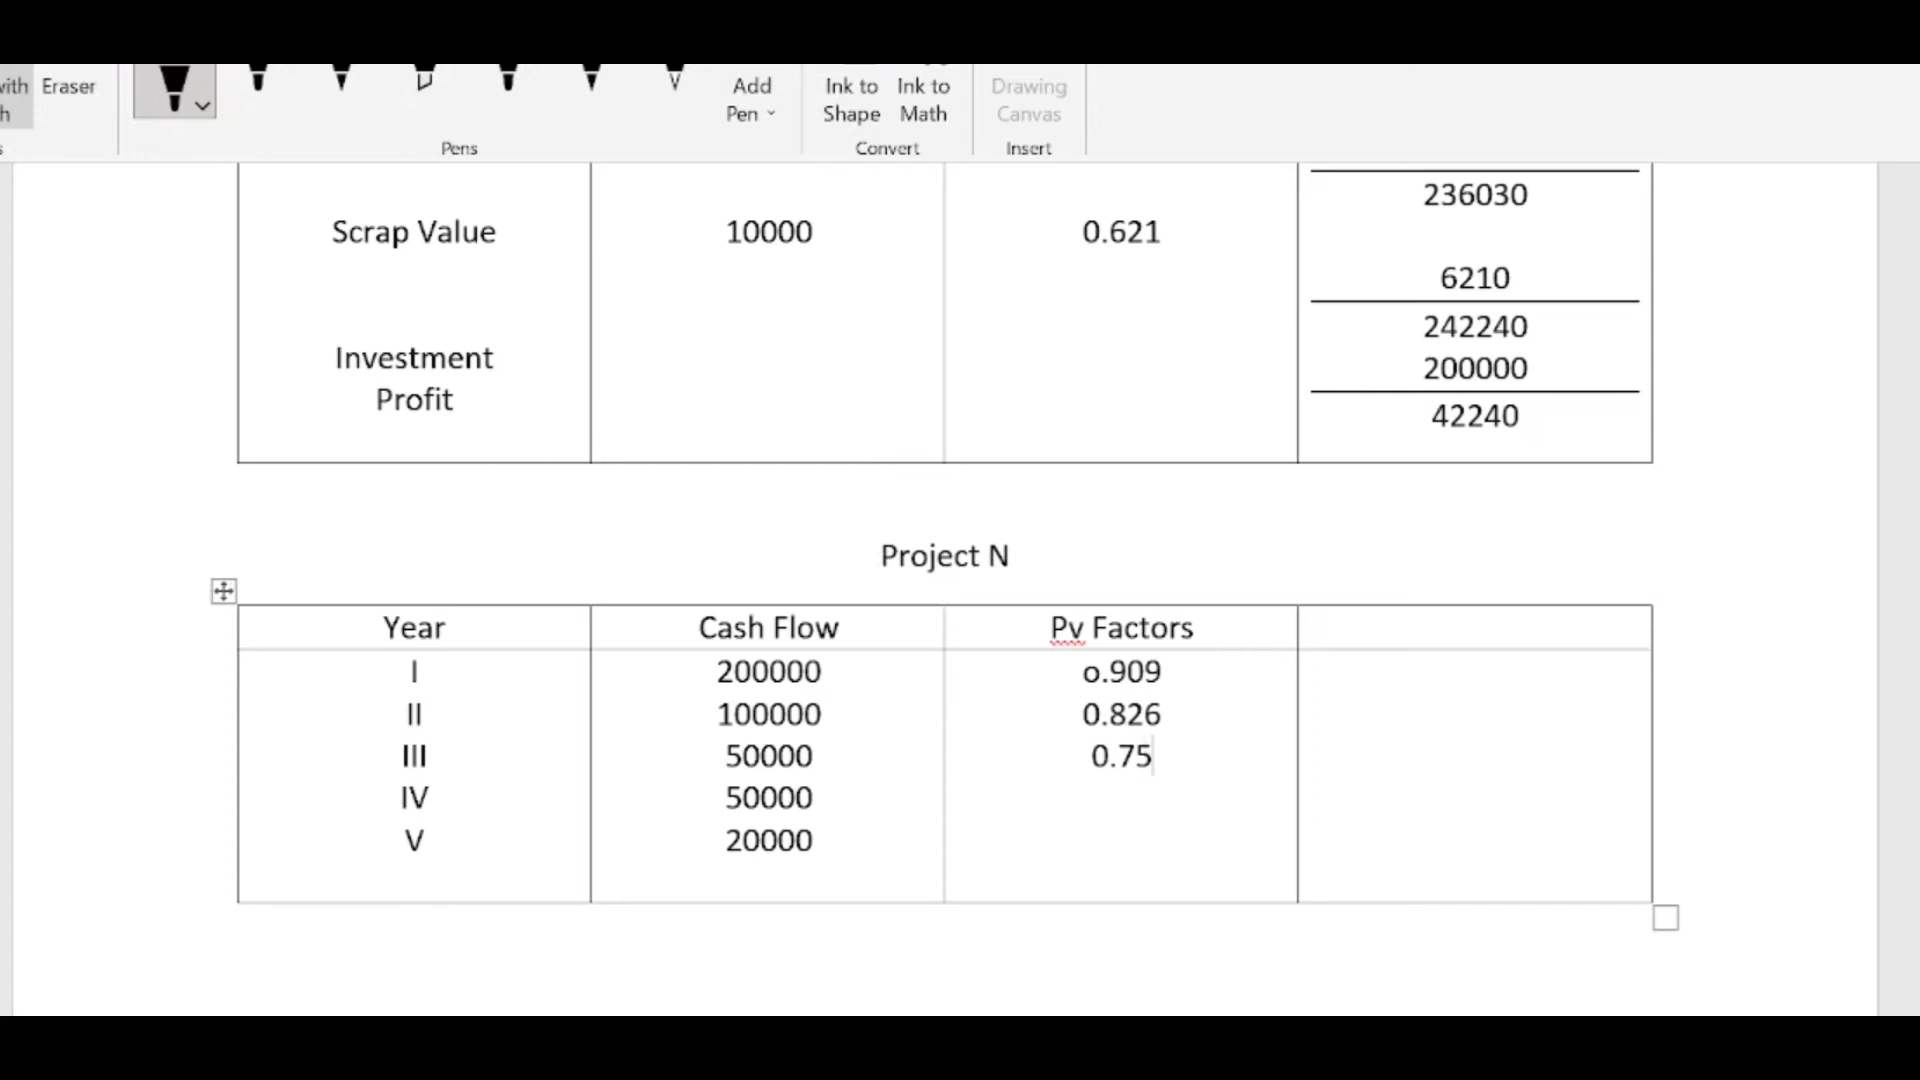 with Eraser
h
Add
Pen
Ink to
Shape
Ink to
Math
Drawing
Canvas
s
Pens
Convert
Insert
236030
Scrap Value 10000 0.621
6210
242240
Investment 200000
Profit 42240
Project N
Year Cash Flow Pv Factors
I 200000 o.909
II 100000 0.826
III 50000 0.75
IV 50000
V 20000